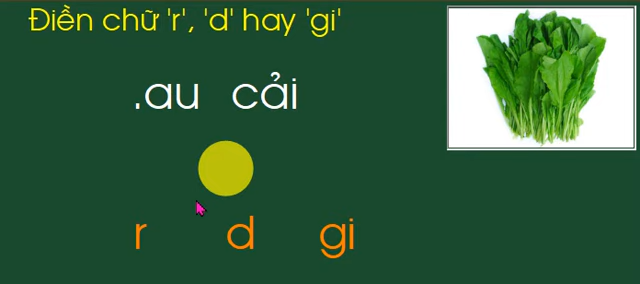 Điền chữ 'r', 'd' hay 'gi'
.au cải
r d gi